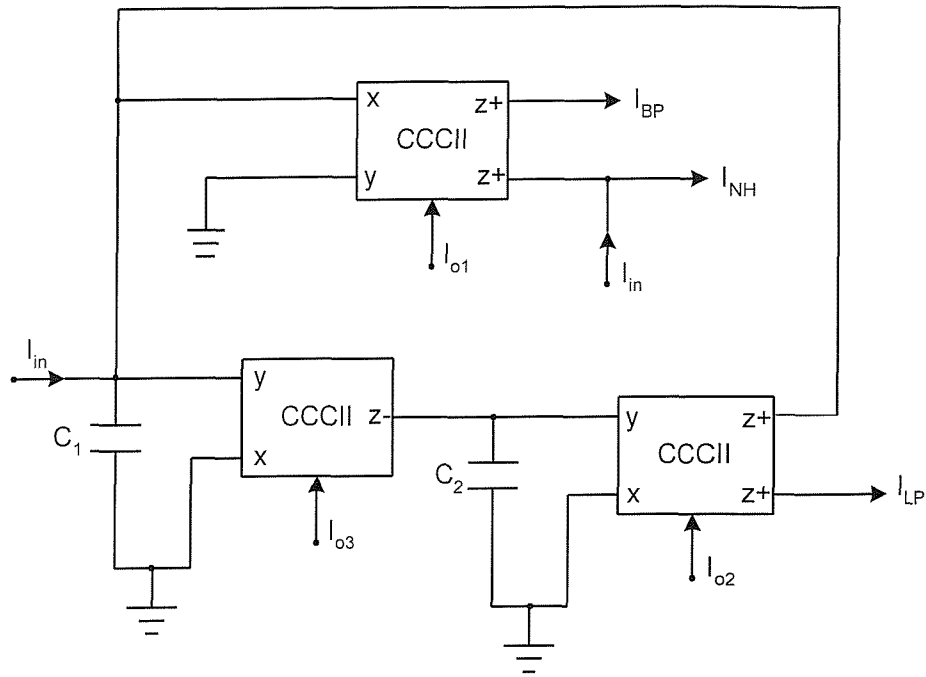 x
z+
I_BP
CCCII
y
z+
I_NH
I_o1
I_in
I_in
y
CCCII
z-
y
z+
C_1
x
CCCII
C_2
x
z+
I_LP
I_o3
I_o2